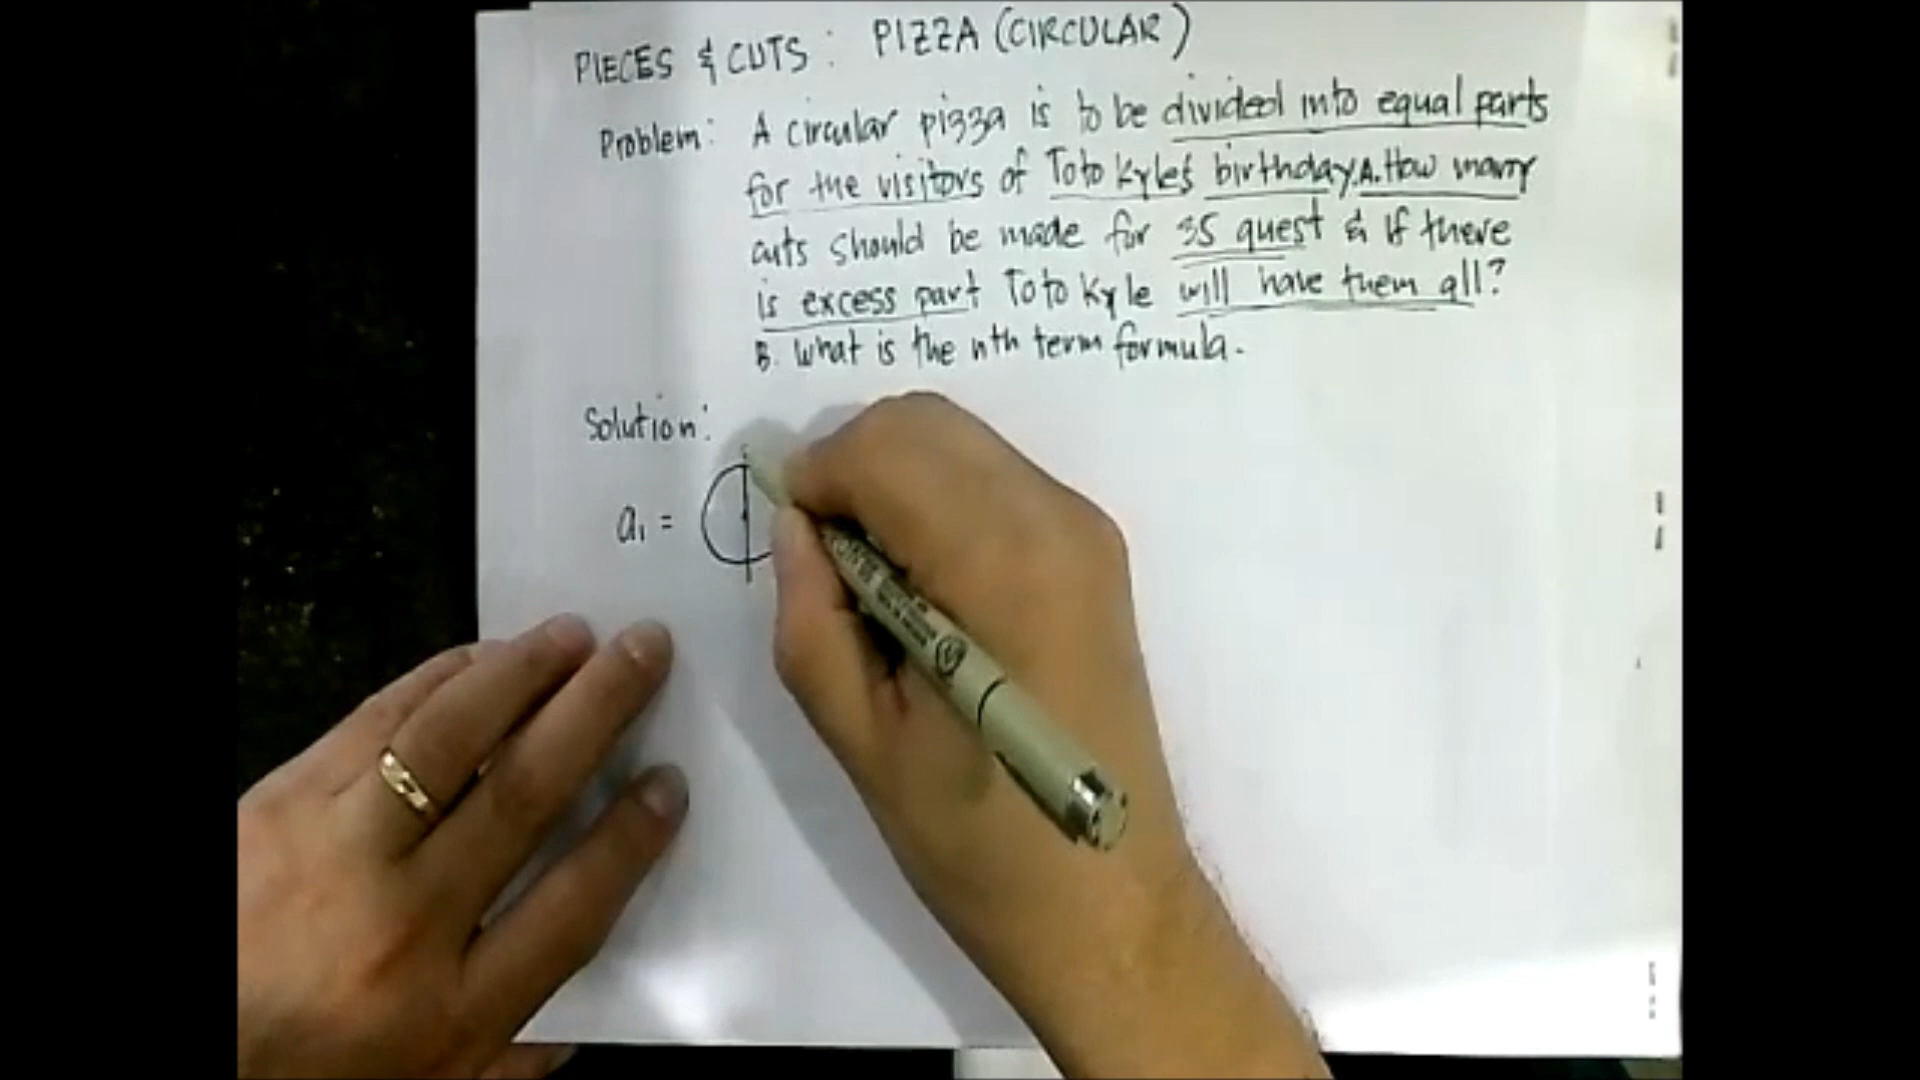 PIECES & CUTS: PIZZA (CIRCULAR)
Problem: A circular pizza is to be divided into equal parts
for the visitors of Toto Kyle's birthday. A. How many
cuts should be made for 35 quest & if there
is excess part Toto Kyle will have them all?
B. What is the nth term formula.
Solution:
a₁ =